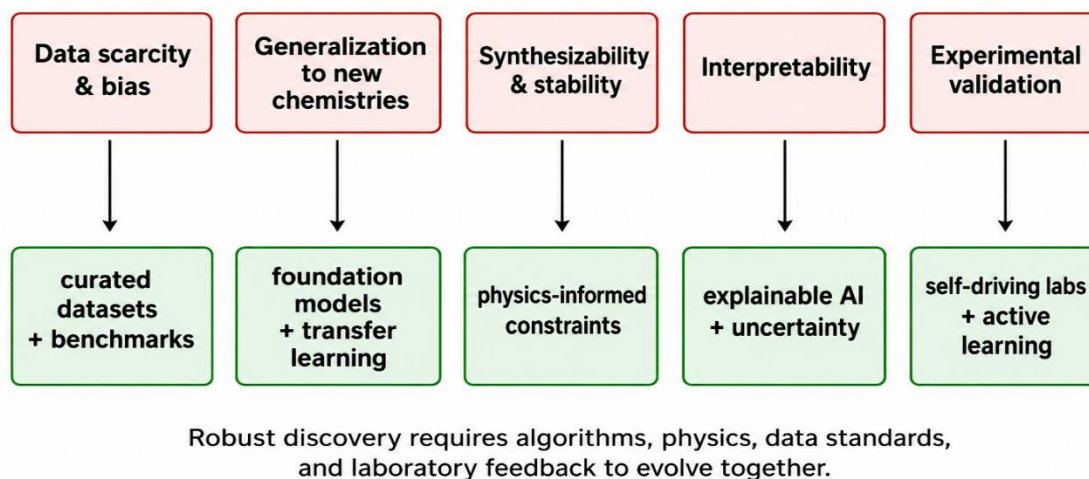 Data scarcity
& bias
Generalization
to new
chemistries
Synthesizability
& stability
Interpretability
Experimental
validation
curated
datasets
+ benchmarks
foundation
models
+ transfer
learning
physics-informed
constraints
explainable AI
+ uncertainty
self-driving labs
+ active
learning
Robust discovery requires algorithms, physics, data standards,
and laboratory feedback to evolve together.